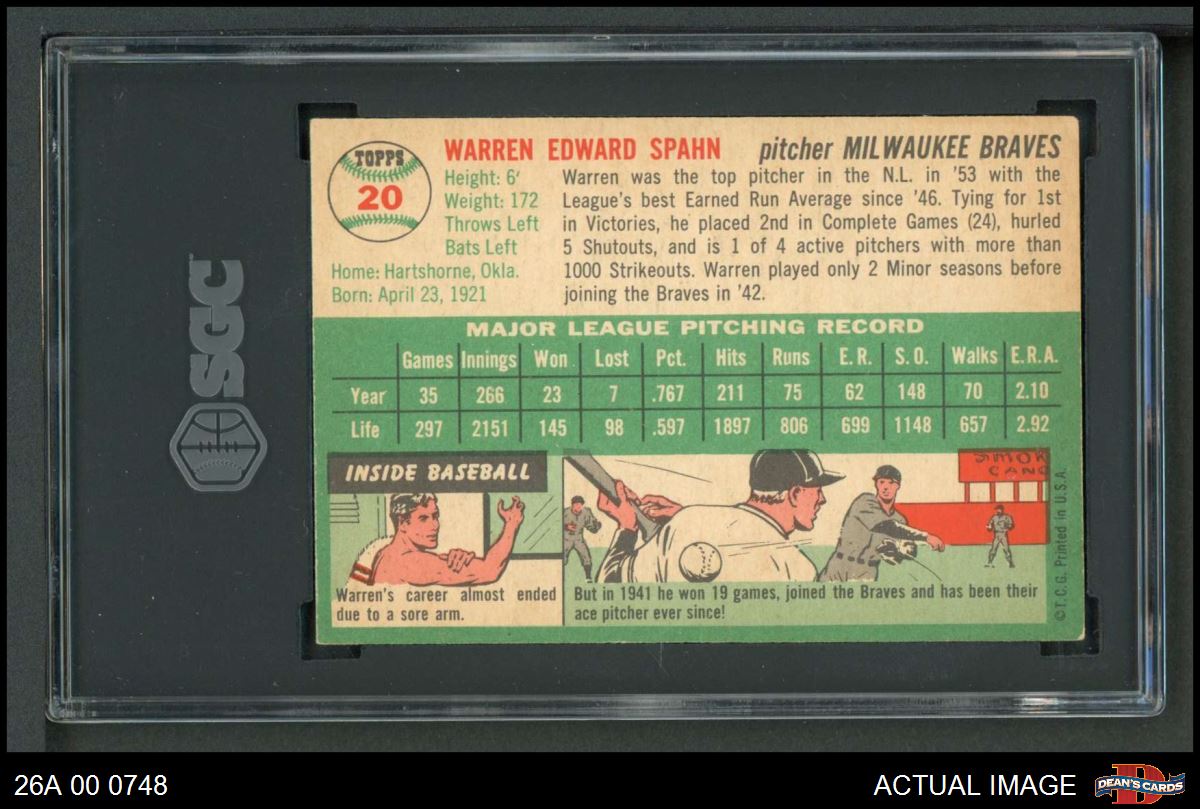 SGC
TOPPS
20
WARREN EDWARD SPAHN pitcher MILWAUKEE BRAVES
Height: 6'
Weight: 172
Throws Left
Bats Left
Home: Hartshorne, Okla.
Born: April 23, 1921
Warren was the top pitcher in the N.L. in '53 with the
League's best Earned Run Average since '46. Tying for 1st
in Victories, he placed 2nd in Complete Games (24), hurled
5 Shutouts, and is 1 of 4 active pitchers with more than
1000 Strikeouts. Warren played only 2 Minor seasons before
joining the Braves in '42.
MAJOR LEAGUE PITCHING RECORD
Games Innings Won Lost Pct. Hits Runs E.R. S.O. Walks E.R.A.
Year 35 266 23 7 .767 211 75 62 148 70 2.10
Life 297 2151 145 98 .597 1897 806 699 1148 657 2.92
INSIDE BASEBALL
Warren's career almost ended
due to a sore arm.
SMOK
CANG
But in 1941 he won 19 games, joined the Braves and has been their
ace pitcher ever since!
© T.C.G. Printed in U.S.A.
26A 00 0748
ACTUAL IMAGE
DEAN'S CARDS